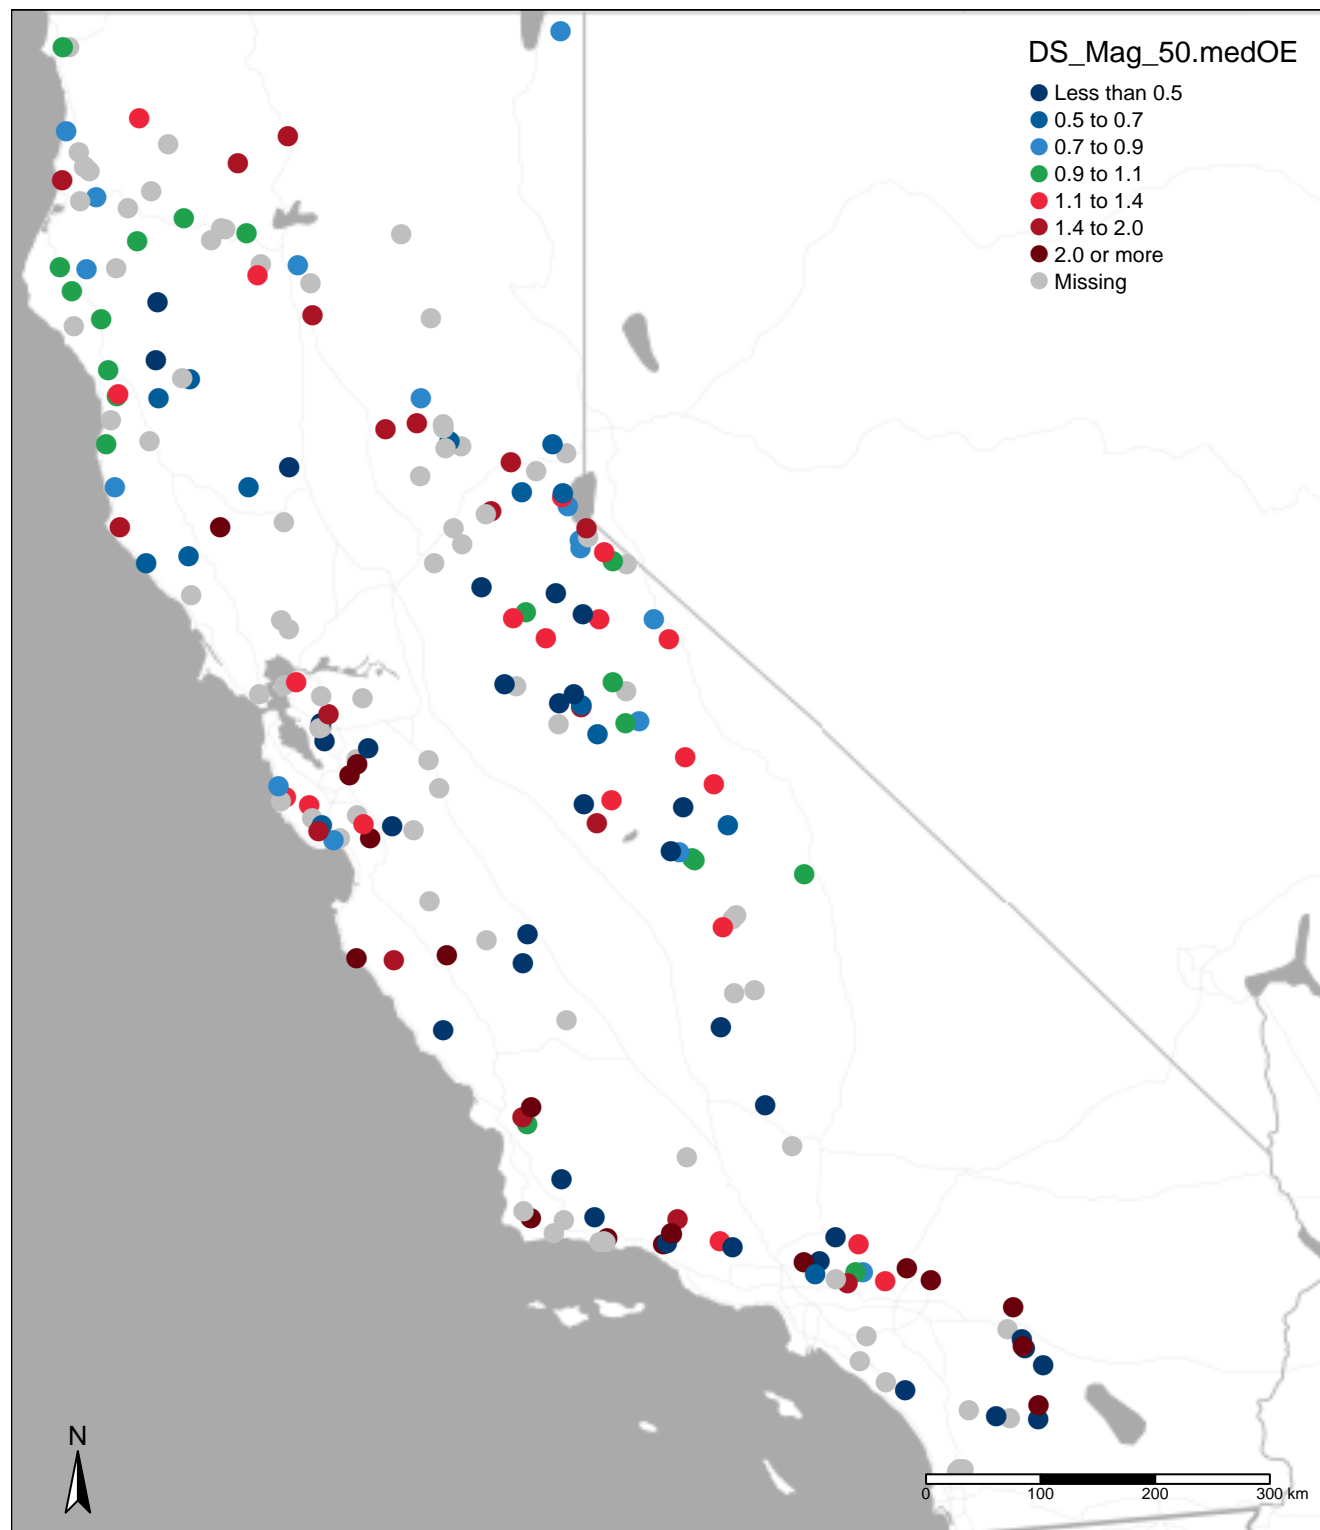 DS_Mag_50.medOE
Less than 0.5
0.5 to 0.7
0.7 to 0.9
0.9 to 1.1
1.1 to 1.4
1.4 to 2.0
2.0 or more
Missing
N
0 100 200 300 km